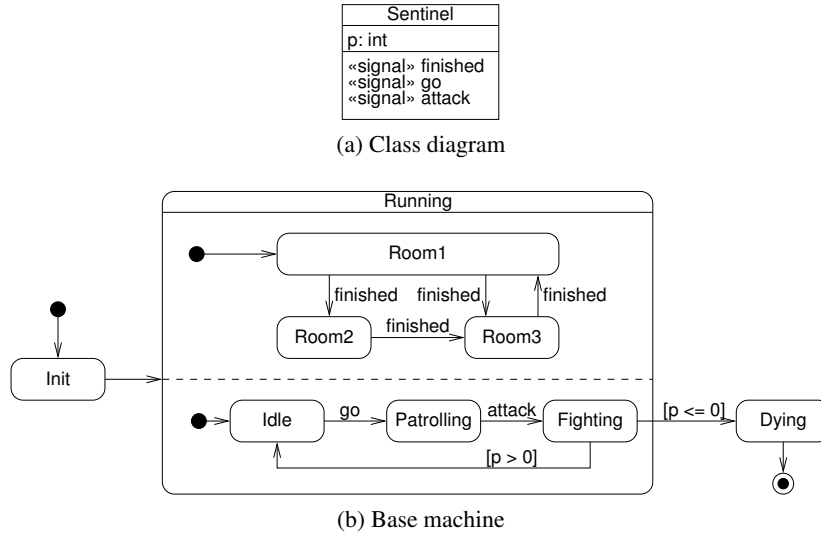 Sentinel
p: int
«signal» finished
«signal» go
«signal» attack
(a) Class diagram
Running
Room1
finished finished finished
finished
Room2 Room3
Init
Idle go Patrolling attack Fighting [p <= 0] Dying
[p > 0]
(b) Base machine